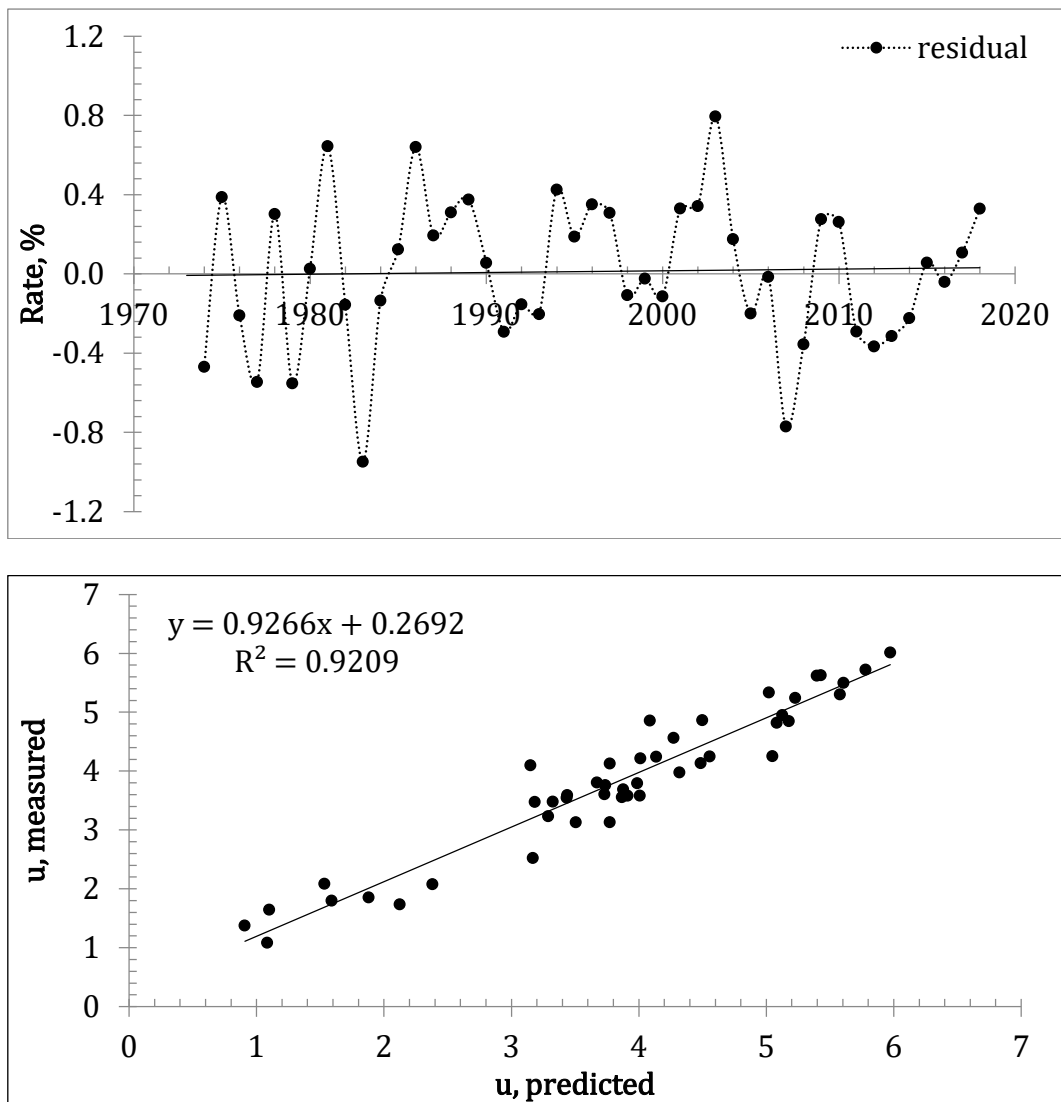 1.2
residual
0.8
0.4
Rate, %
0.0
1970 1980 1990 2000 2010 2020
-0.4
-0.8
-1.2
7
y = 0.9266x + 0.2692
R² = 0.9209
6
5
u, measured
4
3
2
1
0
0 1 2 3 4 5 6 7
u, predicted